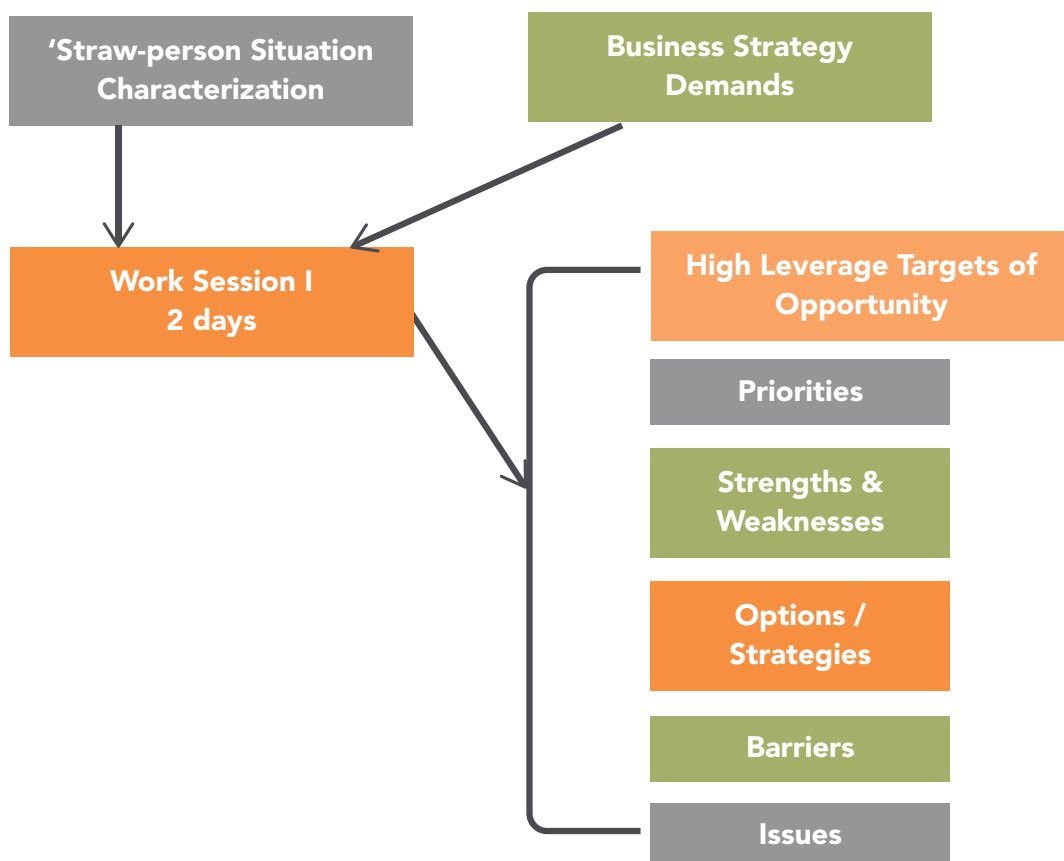 ‘Straw-person Situation
Characterization
Business Strategy
Demands
Work Session I
2 days
High Leverage Targets of
Opportunity
Priorities
Strengths &
Weaknesses
Options /
Strategies
Barriers
Issues